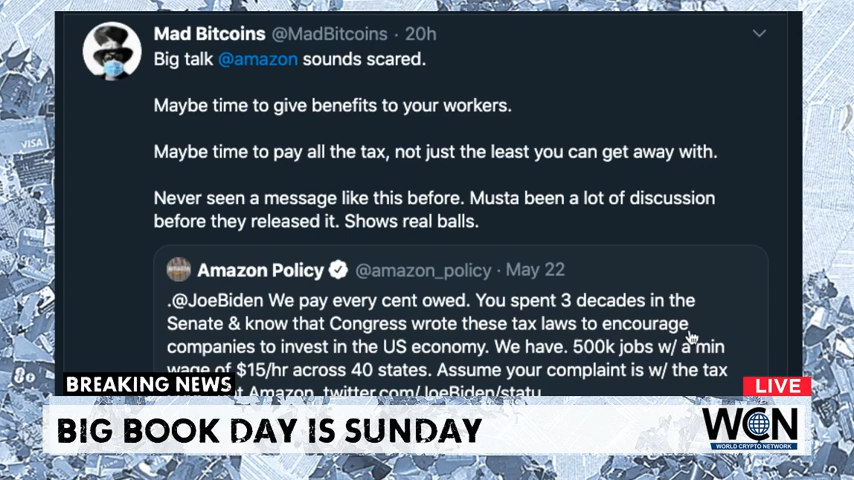 Mad Bitcoins @MadBitcoins · 20h
Big talk @amazon sounds scared.
Maybe time to give benefits to your workers.
Maybe time to pay all the tax, not just the least you can get away with.
Never seen a message like this before. Musta been a lot of discussion
before they released it. Shows real balls.
Amazon Policy @amazon_policy · May 22
.@JoeBiden We pay every cent owed. You spent 3 decades in the
Senate & know that Congress wrote these tax laws to encourage
companies to invest in the US economy. We have. 500k jobs w/ a min
wage of $15/hr across 40 states. Assume your complaint is w/ the tax
Amazon. twitter.com/JoeBiden/statu
BREAKING NEWS
LIVE
BIG BOOK DAY IS SUNDAY
WCN
WORLD CRYPTO NETWORK
VISA